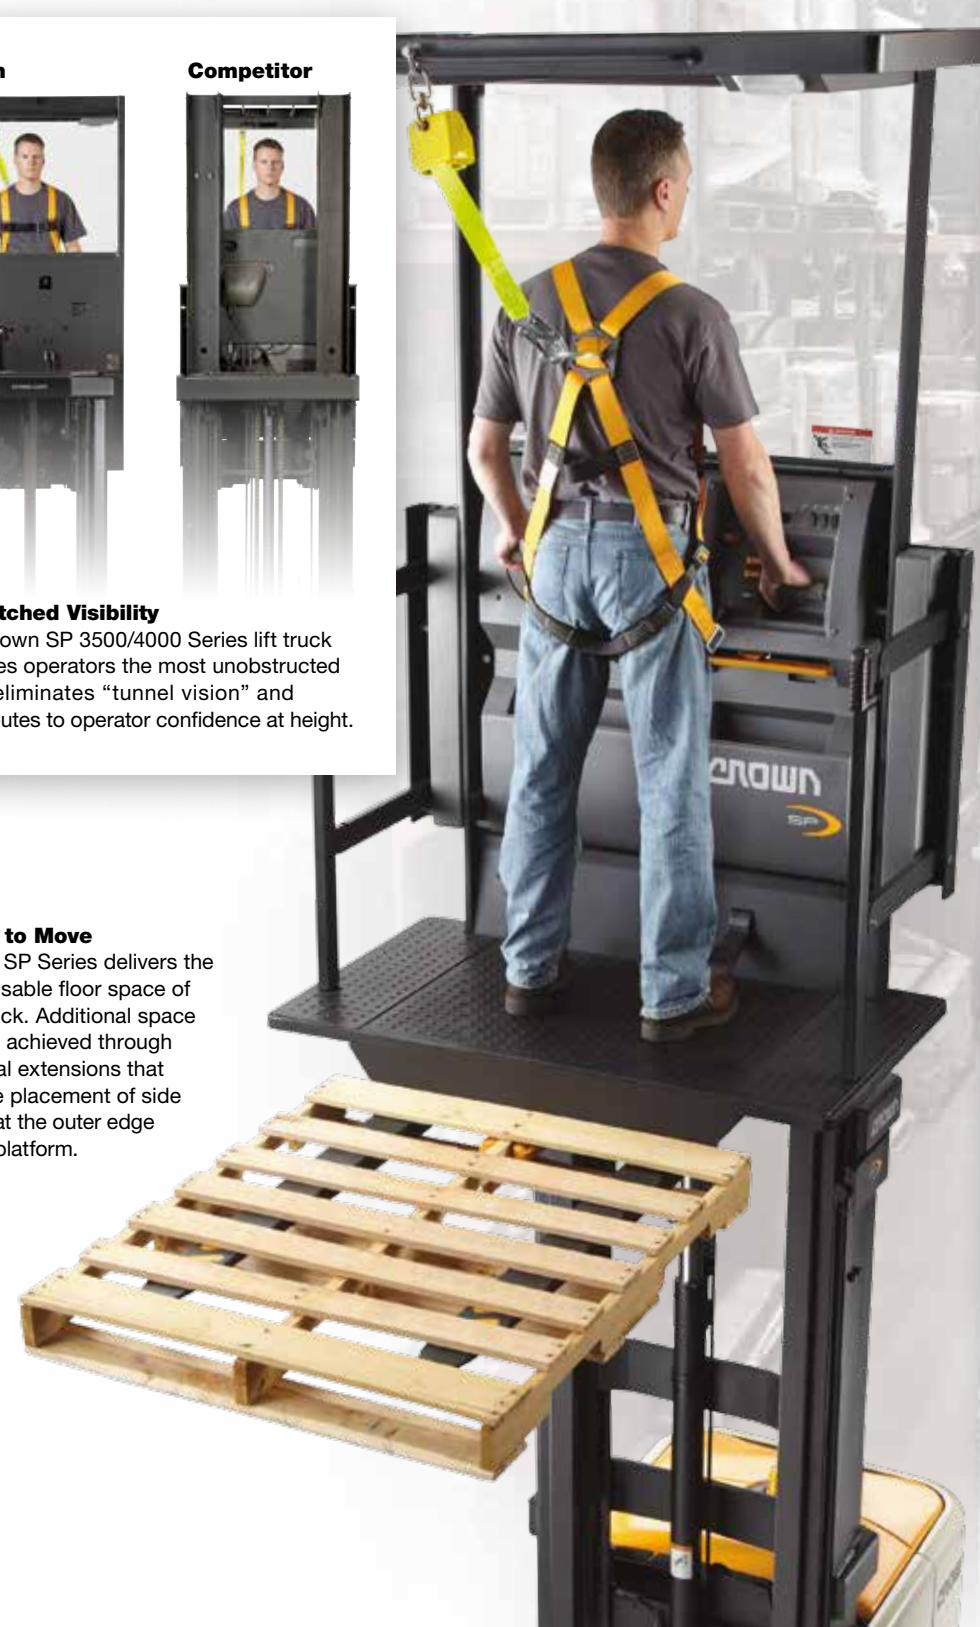 n
Competitor
tched Visibility
own SP 3500/4000 Series lift truck
es operators the most unobstructed
eliminates “tunnel vision” and
outes to operator confidence at height.
CROWN
SP
to Move
SP Series delivers the
sable floor space of
ck. Additional space
achieved through
al extensions that
e placement of side
at the outer edge
platform.
CROWN